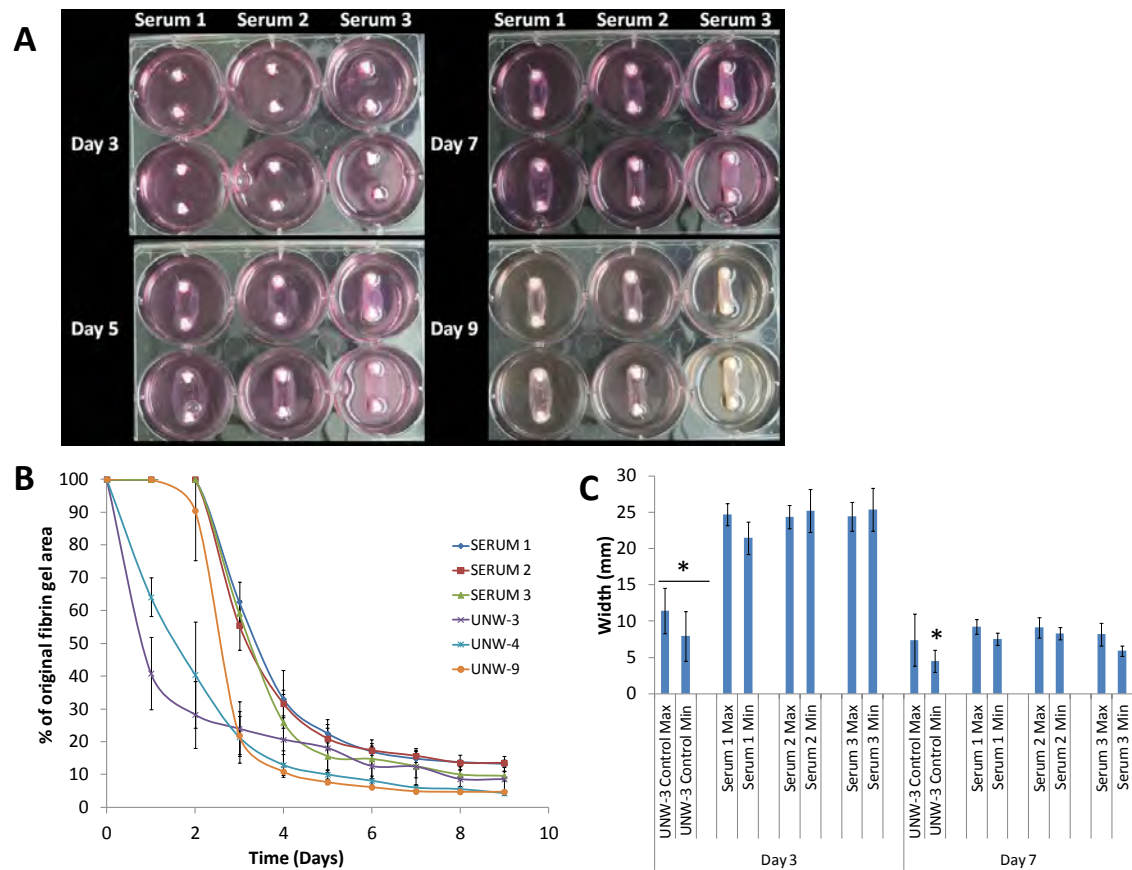 A
Serum 1 Serum 2 Serum 3
Serum 1 Serum 2 Serum 3
Day 3
Day 7
Day 5
Day 9
B
% of original fibrin gel area
100
90
80
70
60
50
40
30
20
10
0
0 2 4 6 8 10
Time (Days)
SERUM 1
SERUM 2
SERUM 3
UNW-3
UNW-4
UNW-9
C
Width (mm)
30
25
20
15
10
5
0
*
*
UNW-3 Control Max
UNW-3 Control Min
Serum 1 Max
Serum 1 Min
Serum 2 Max
Serum 2 Min
Serum 3 Max
Serum 3 Min
UNW-3 Control Max
UNW-3 Control Min
Serum 1 Max
Serum 1 Min
Serum 2 Max
Serum 2 Min
Serum 3 Max
Serum 3 Min
Day 3
Day 7